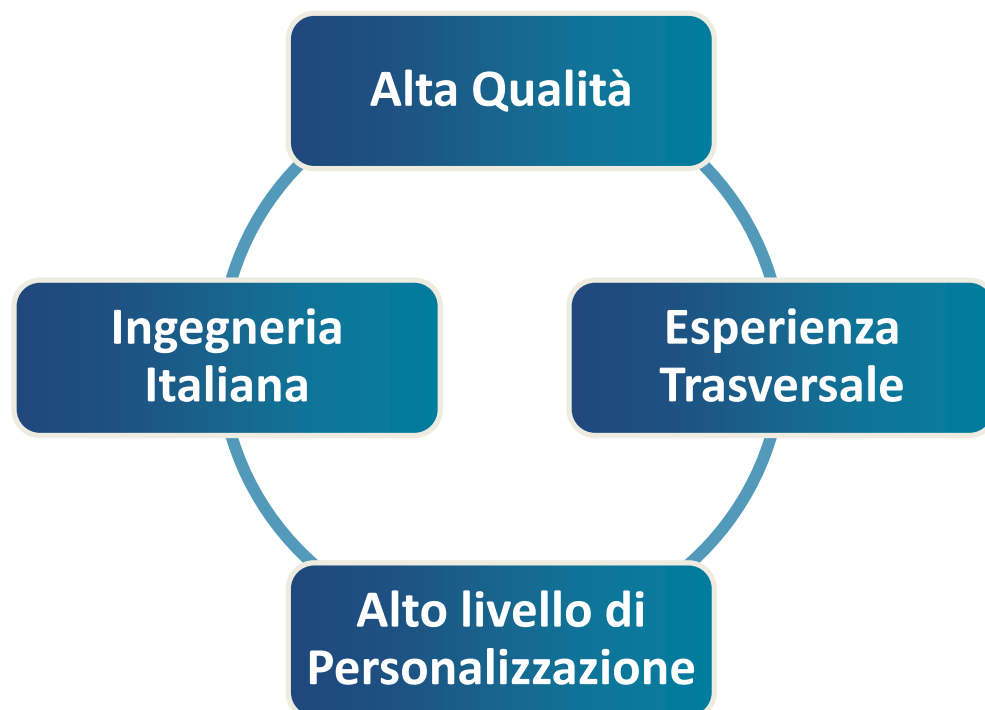 Alta Qualità
Ingegneria
Italiana
Esperienza
Trasversale
Alto livello di
Personalizzazione